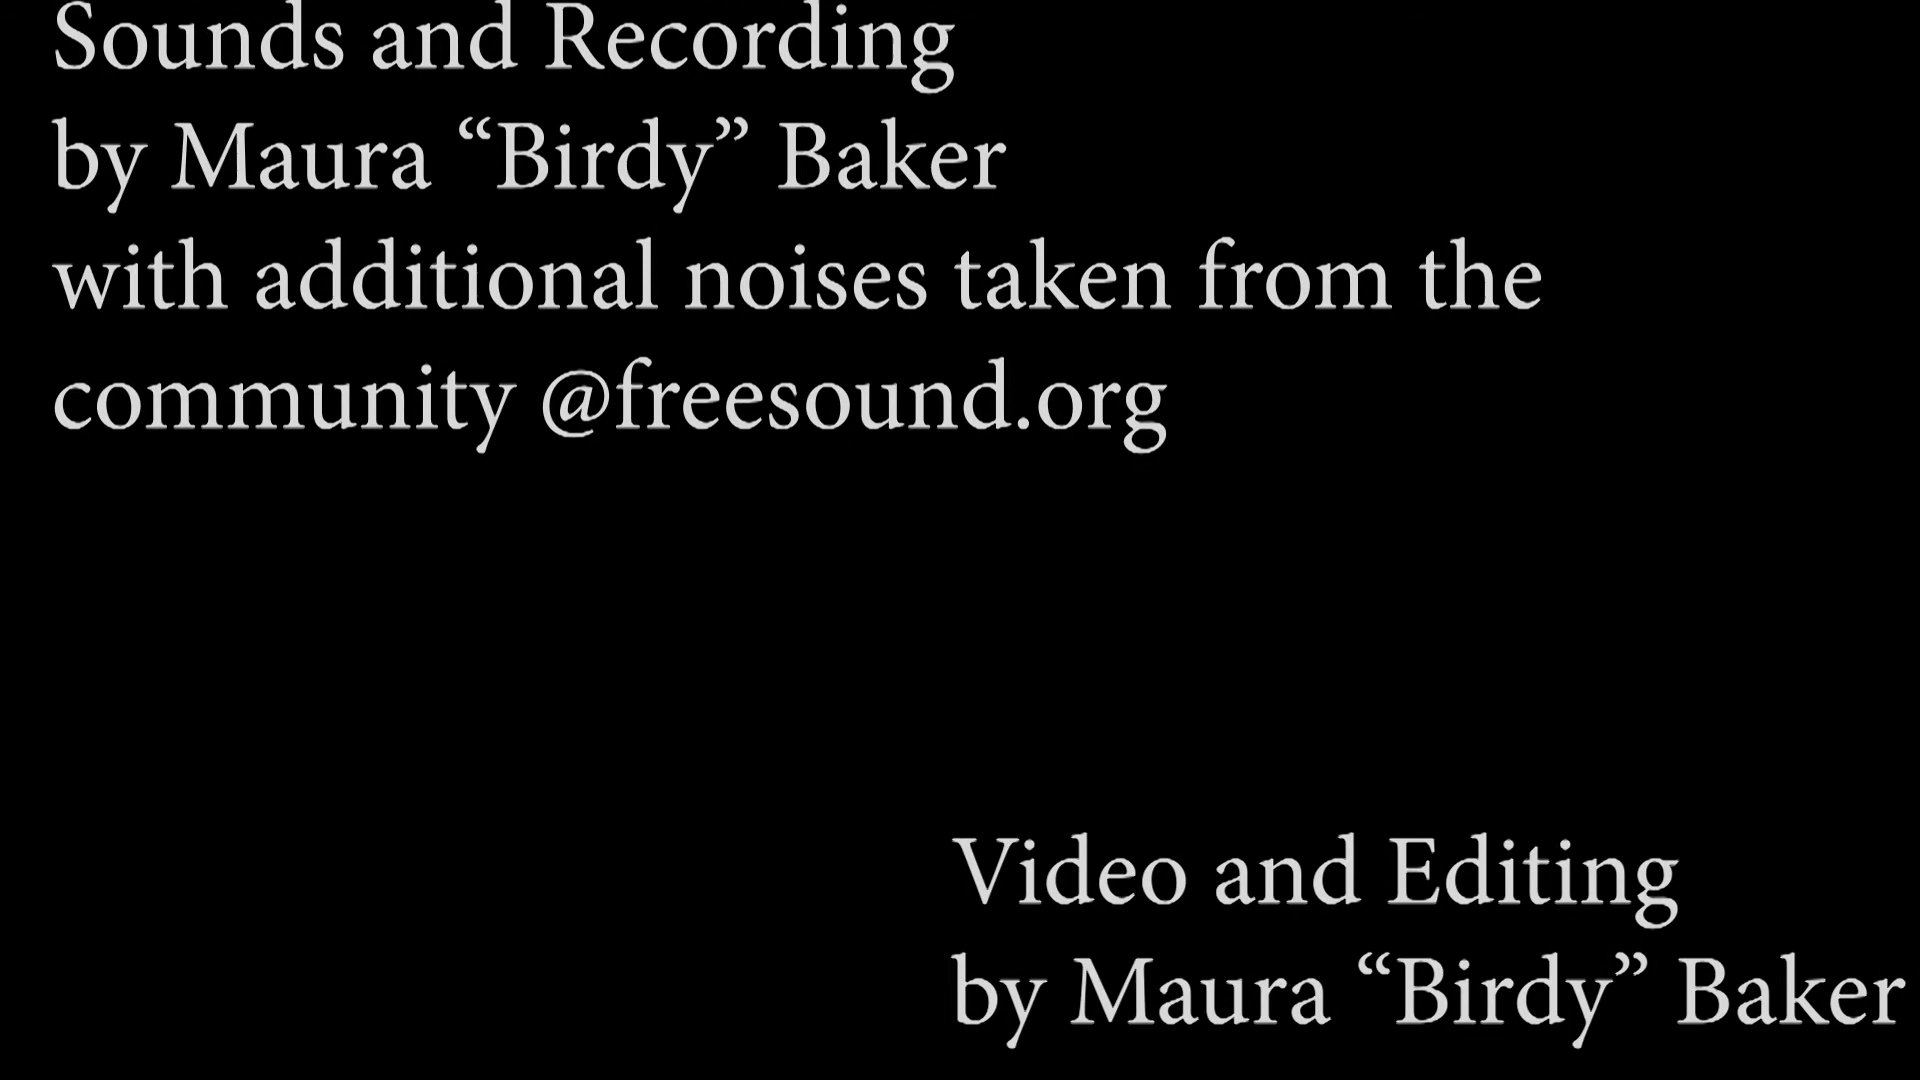 Sounds and Recording
by Maura “Birdy” Baker
with additional noises taken from the
community @freesound.org
Video and Editing
by Maura “Birdy” Baker